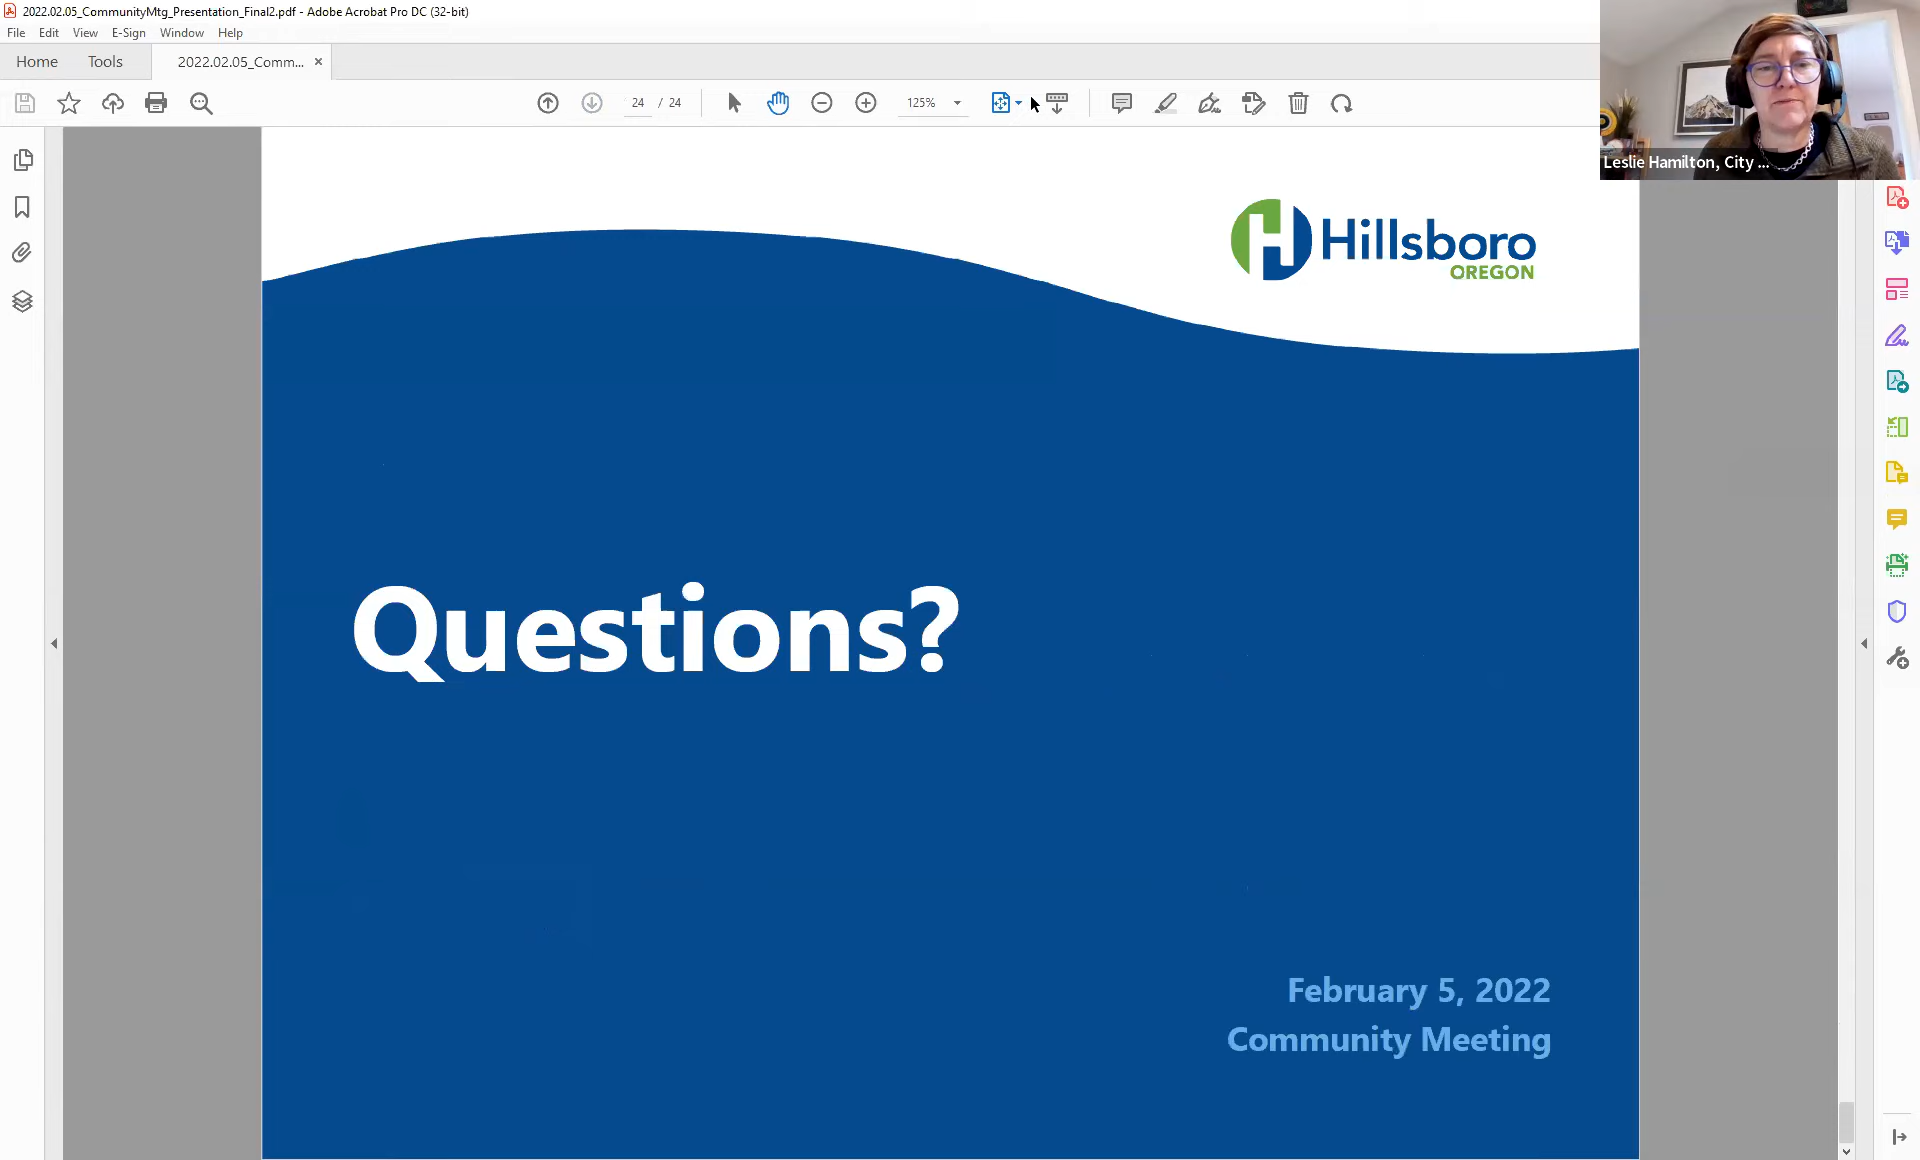 2022.02.05_CommunityMtg_Presentation_Final2.pdf - Adobe Acrobat Pro DC (32-bit)
File Edit View E-Sign Window Help
Home Tools 2022.02.05_Comm... ×
24 / 24 125%
Leslie Hamilton, City ...
Hillsboro
OREGON
Questions?
February 5, 2022
Community Meeting